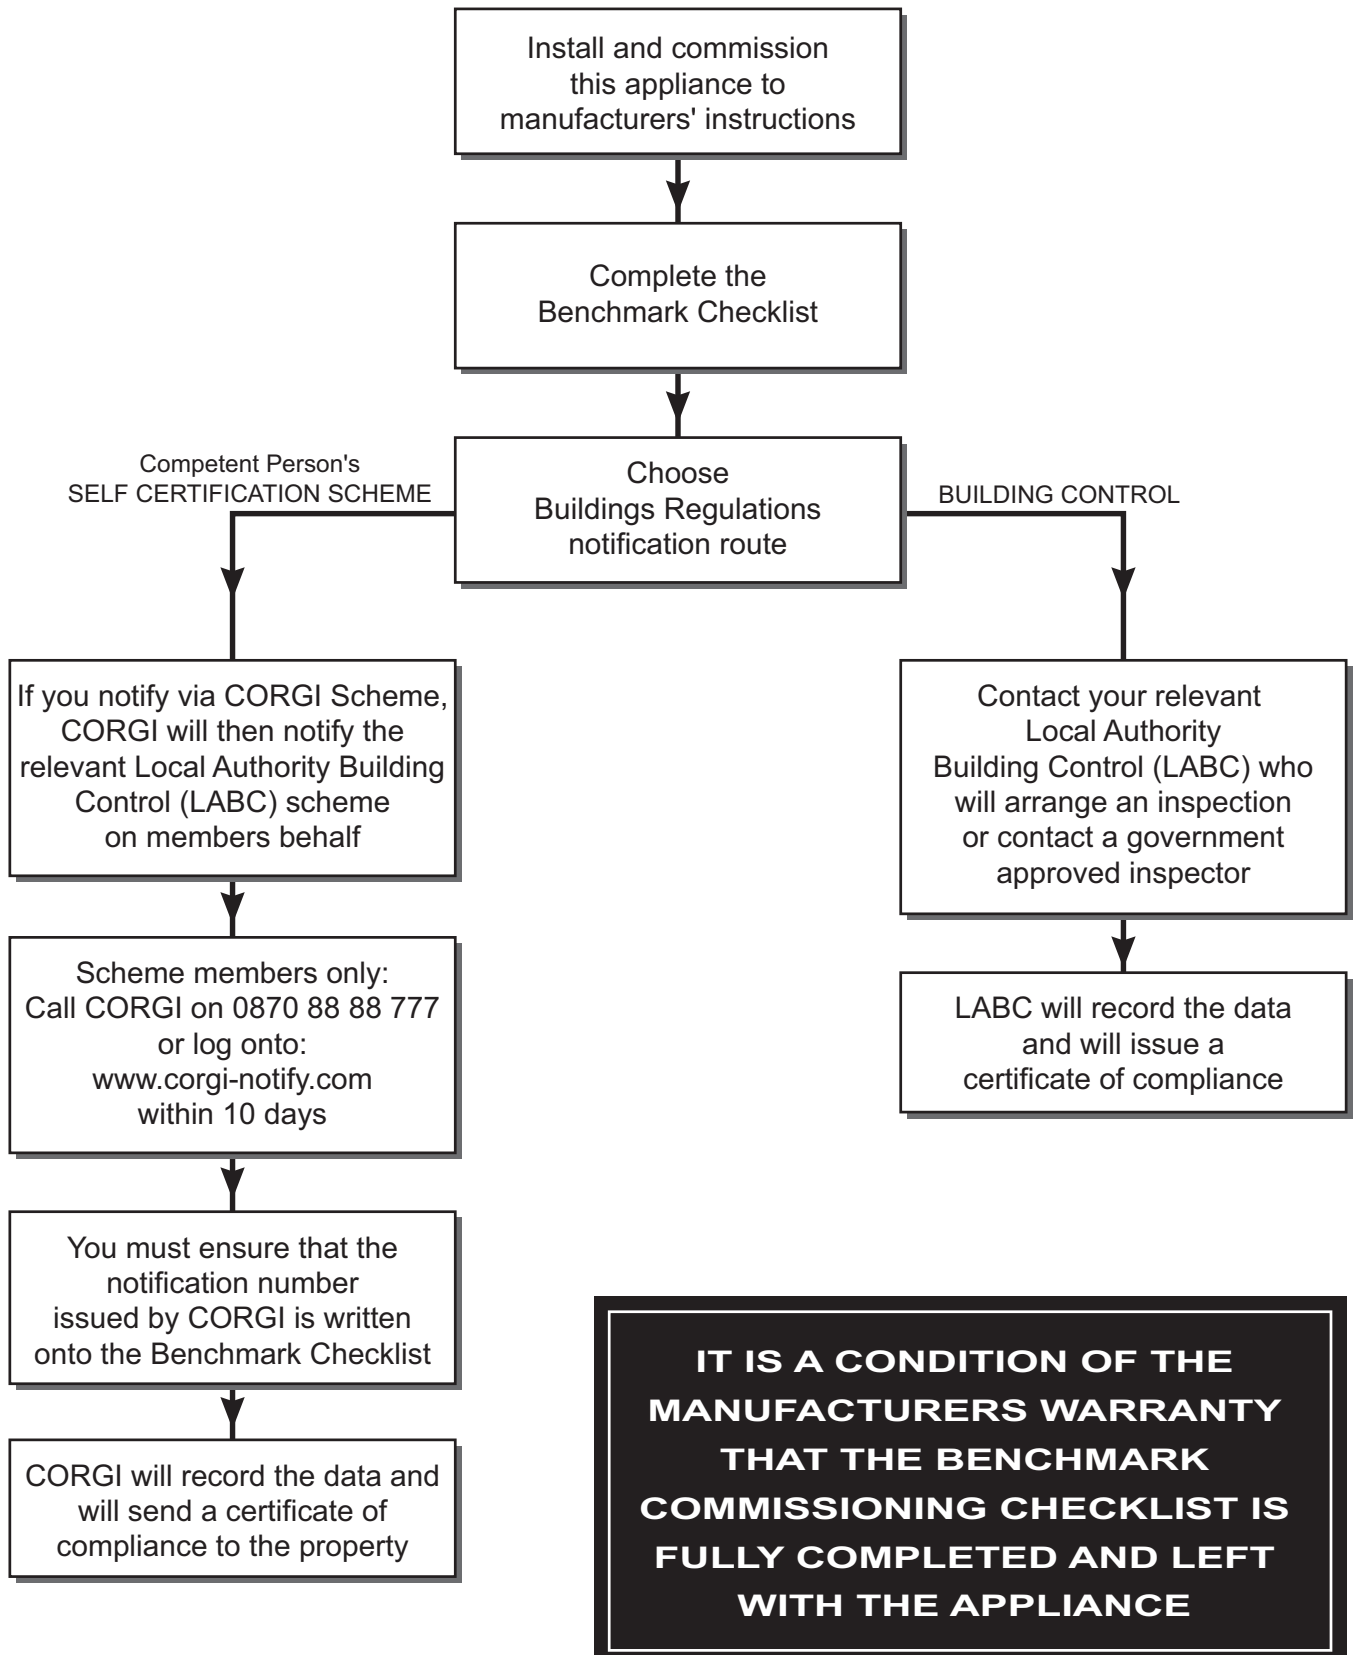 Install and commission
this appliance to
manufacturers' instructions
Complete the
Benchmark Checklist
Choose
Buildings Regulations
notification route
Competent Person's
SELF CERTIFICATION SCHEME
BUILDING CONTROL
If you notify via CORGI Scheme,
CORGI will then notify the
relevant Local Authority Building
Control (LABC) scheme
on members behalf
Scheme members only:
Call CORGI on 0870 88 88 777
or log onto:
www.corgi-notify.com
within 10 days
You must ensure that the
notification number
issued by CORGI is written
onto the Benchmark Checklist
CORGI will record the data and
will send a certificate of
compliance to the property
Contact your relevant
Local Authority
Building Control (LABC) who
will arrange an inspection
or contact a government
approved inspector
LABC will record the data
and will issue a
certificate of compliance
IT IS A CONDITION OF THE
MANUFACTURERS WARRANTY
THAT THE BENCHMARK
COMMISSIONING CHECKLIST IS
FULLY COMPLETED AND LEFT
WITH THE APPLIANCE